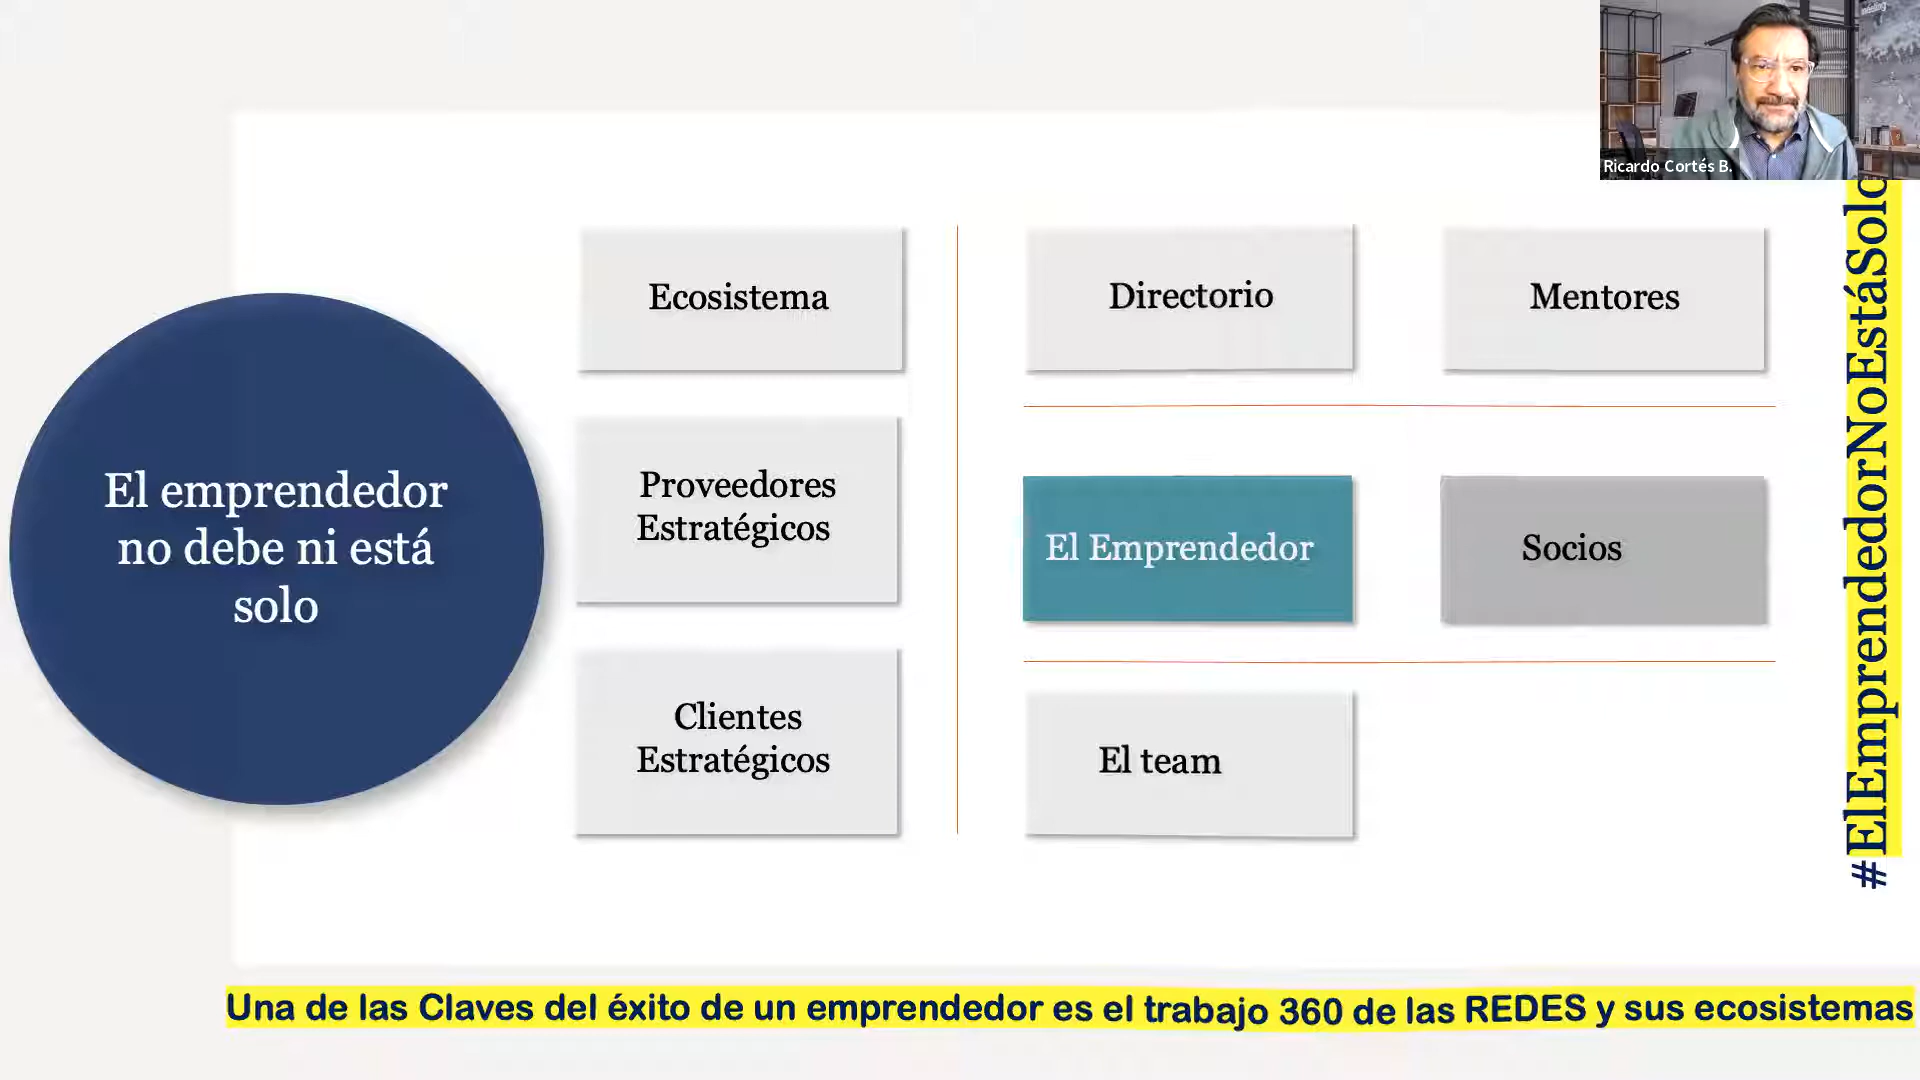 Ricardo Cortés B.
El emprendedor
no debe ni está
solo
Ecosistema
Proveedores
Estratégicos
Clientes
Estratégicos
Directorio
Mentores
El Emprendedor
Socios
El team
#ElEmprendedorNoEstáSolo
Una de las Claves del éxito de un emprendedor es el trabajo 360 de las REDES y sus ecosistemas